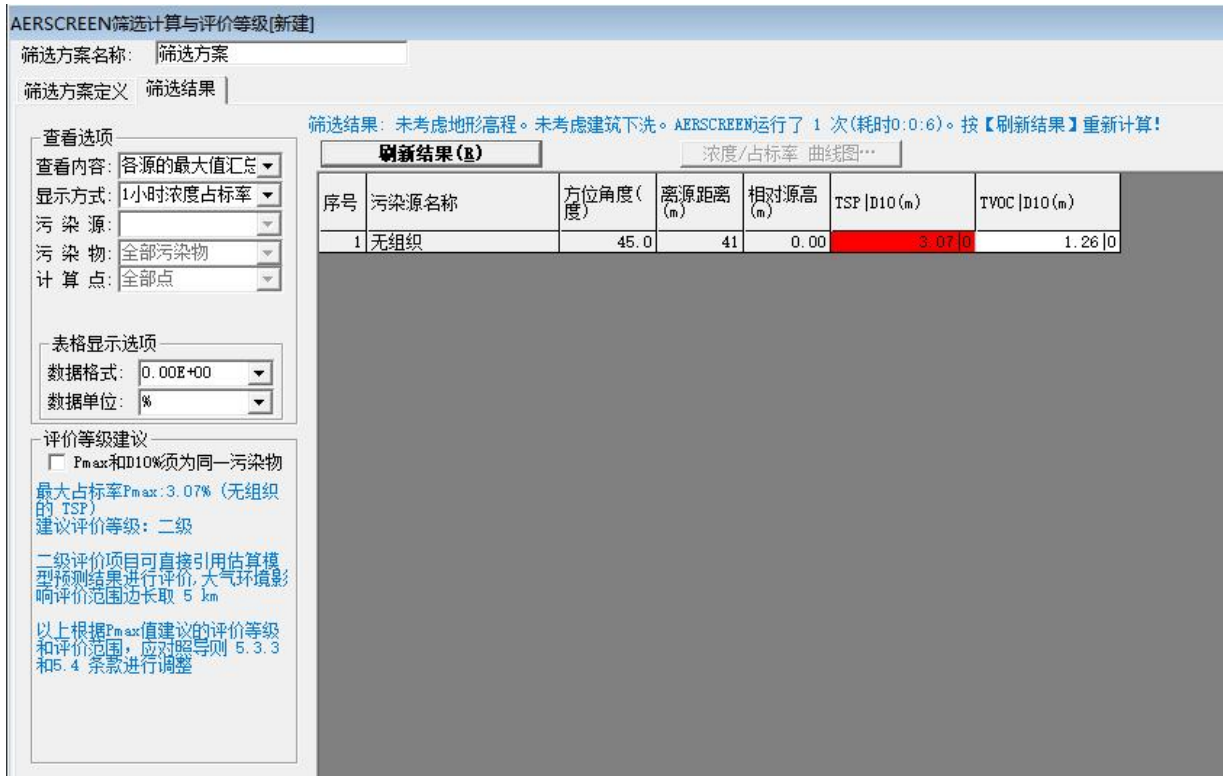 AERSCREEN筛选计算与评价等级[新建]
筛选方案名称: 筛选方案
筛选方案定义 筛选结果
筛选结果: 未考虑地形高程。未考虑建筑下洗。AERSCREEN运行了 1 次(耗时0:0:6)。按【刷新结果】重新计算!
刷新结果(R) 浓度/占标率 曲线图…
查看选项
查看内容: 各源的最大值汇总
显示方式: 1小时浓度占标率
污 染 源:
污 染 物: 全部污染物
计 算 点: 全部点
表格显示选项
数据格式: 0.00E+00
数据单位: %
评价等级建议
Pmax和D10%须为同一污染物
最大占标率Pmax:3.07% (无组织
的 TSP)
建议评价等级: 二级
二级评价项目可直接引用估算模
型预测结果进行评价,大气环境影
响评价范围边长取 5 km
以上根据Pmax值建议的评价等级
和评价范围,应对照导则 5.3.3
和5.4 条款进行调整
序号 污染源名称 方位角度(度) 离源距离(m) 相对源高(m) TSP|D10(m) TVOC|D10(m)
1 无组织 45.0 41 0.00 3.07|0 1.26|0